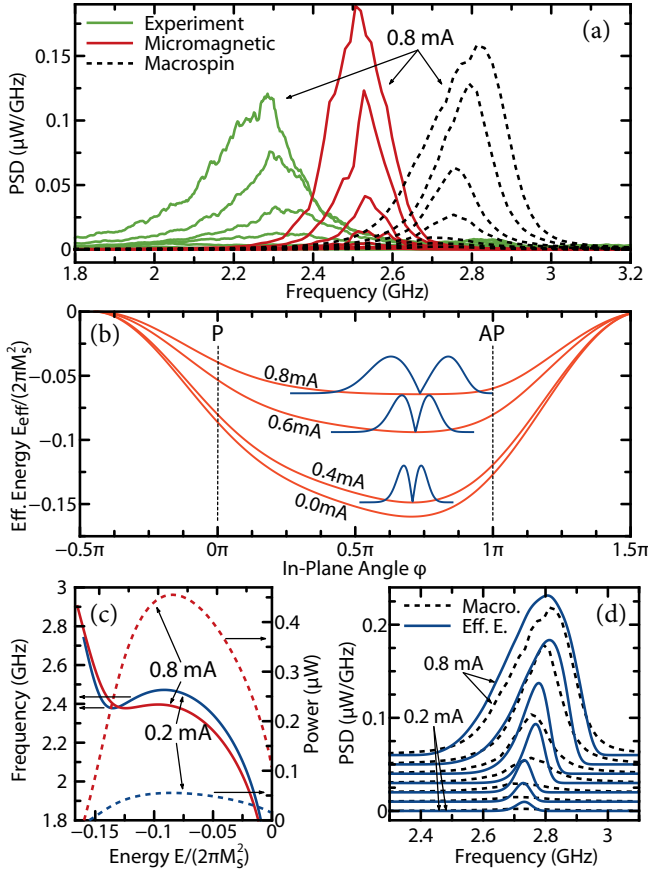 Experiment
Micromagnetic
Macrospin
0.8 mA
(a)
PSD (µW/GHz)
0.15
0.1
0.05
0
1.8 2 2.2 2.4 2.6 2.8 3 3.2
Frequency (GHz)
(b)
P
AP
Eff. Energy E_eff/(2πM_s^2)
0
−0.05
−0.1
−0.15
0.8mA
0.6mA
0.4mA
0.0mA
-0.5π 0π 0.5π 1π 1.5π
In-Plane Angle φ
(c)
Frequency (GHz)
3
2.8
2.6
2.4
2.2
2
1.8
0.8 mA
0.2 mA
Power (µW)
0.4
0.3
0.2
0.1
0
−0.15 −0.1 −0.05 0
Energy E/(2πM_s^2)
(d)
Macro.
Eff. E.
PSD (µW/GHz)
0.2
0.15
0.1
0.05
0
0.8 mA
0.2 mA
2.4 2.6 2.8 3
Frequency (GHz)